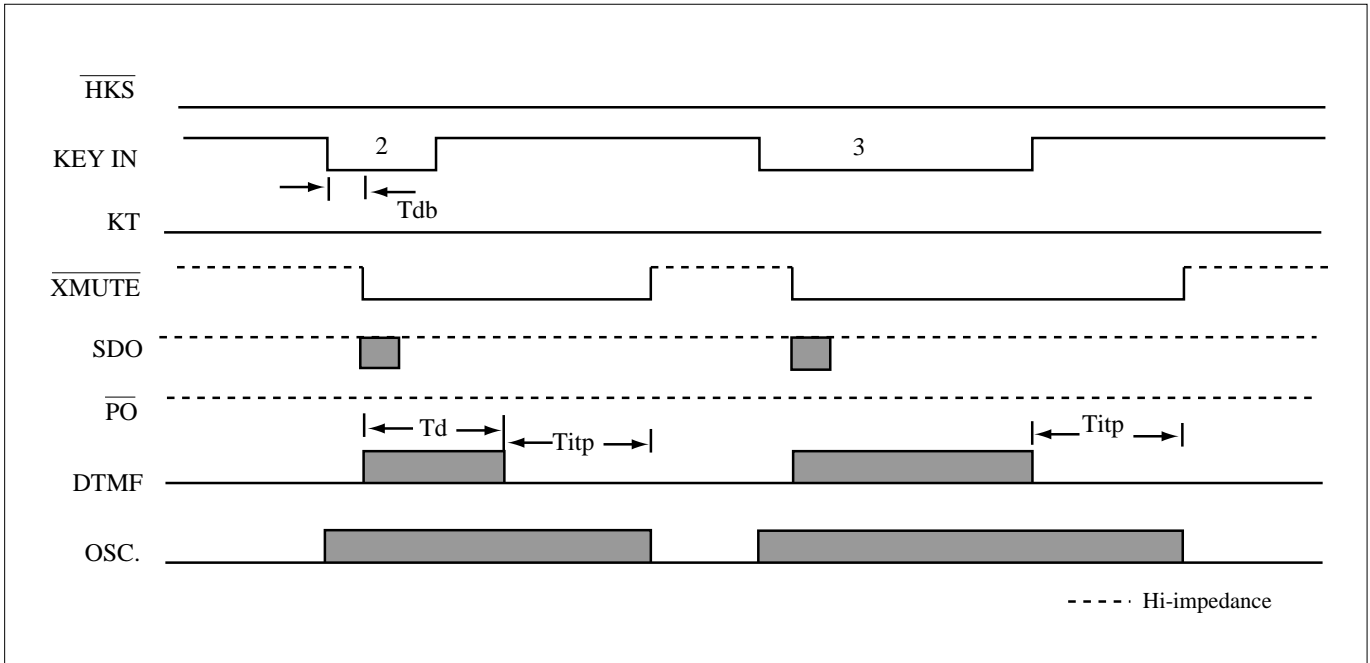 HKS
KEY IN 2 3
Tdb
KT
XMUTE
SDO
PO
Td Titp Titp
DTMF
OSC.
Hi-impedance